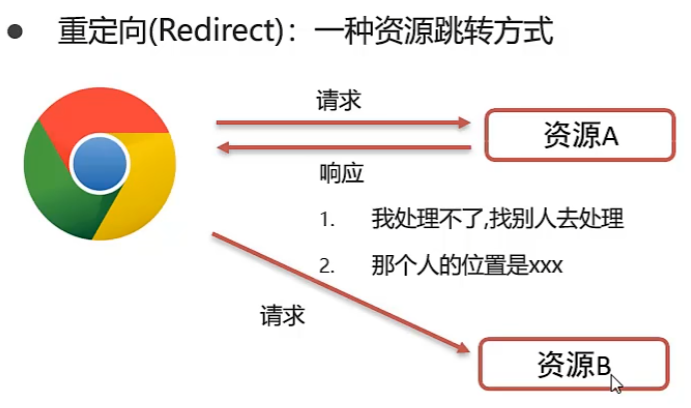 ● 重定向(Redirect)：一种资源跳转方式
请求
资源A
响应
1. 我处理不了,找别人去处理
2. 那个人的位置是xxx
请求
资源B